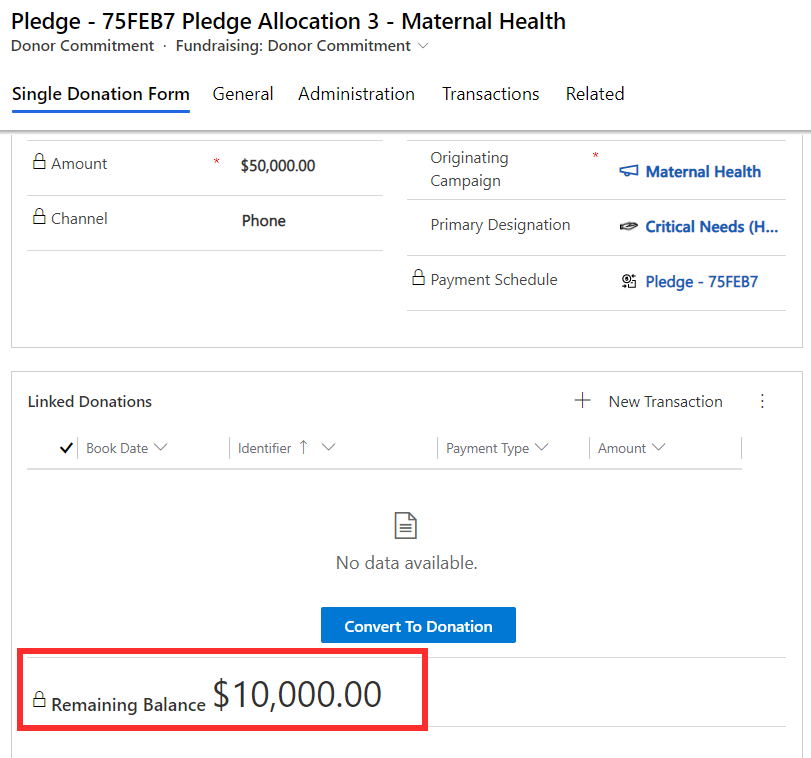 Pledge - 75FEB7 Pledge Allocation 3 - Maternal Health
Donor Commitment · Fundraising: Donor Commitment
Single Donation Form General Administration Transactions Related
Amount * $50,000.00
Channel Phone
Originating Campaign * Maternal Health
Primary Designation Critical Needs (H...
Payment Schedule Pledge - 75FEB7
Linked Donations + New Transaction
Book Date Identifier ↑ Payment Type Amount
No data available.
Convert To Donation
Remaining Balance $10,000.00